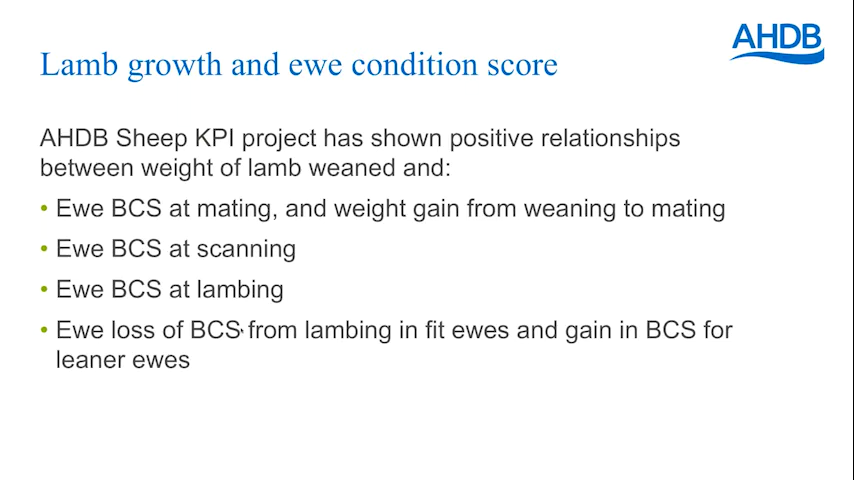 AHDB
Lamb growth and ewe condition score
AHDB Sheep KPI project has shown positive relationships
between weight of lamb weaned and:
• Ewe BCS at mating, and weight gain from weaning to mating
• Ewe BCS at scanning
• Ewe BCS at lambing
• Ewe loss of BCS from lambing in fit ewes and gain in BCS for
leaner ewes